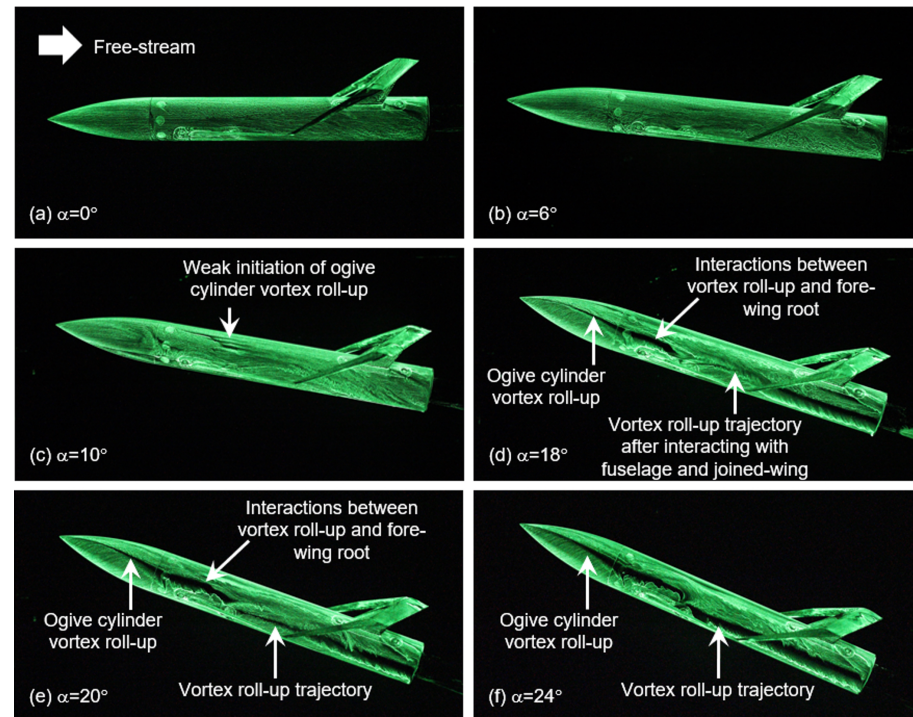 Free-stream
(a) α=0°
(b) α=6°
Weak initiation of ogive
cylinder vortex roll-up
(c) α=10°
Interactions between
vortex roll-up and fore-
wing root
Ogive cylinder
vortex roll-up
Vortex roll-up trajectory
after interacting with
fuselage and joined-wing
(d) α=18°
Interactions between
vortex roll-up and fore-
wing root
Ogive cylinder
vortex roll-up
Vortex roll-up trajectory
(e) α=20°
Ogive cylinder
vortex roll-up
Vortex roll-up trajectory
(f) α=24°